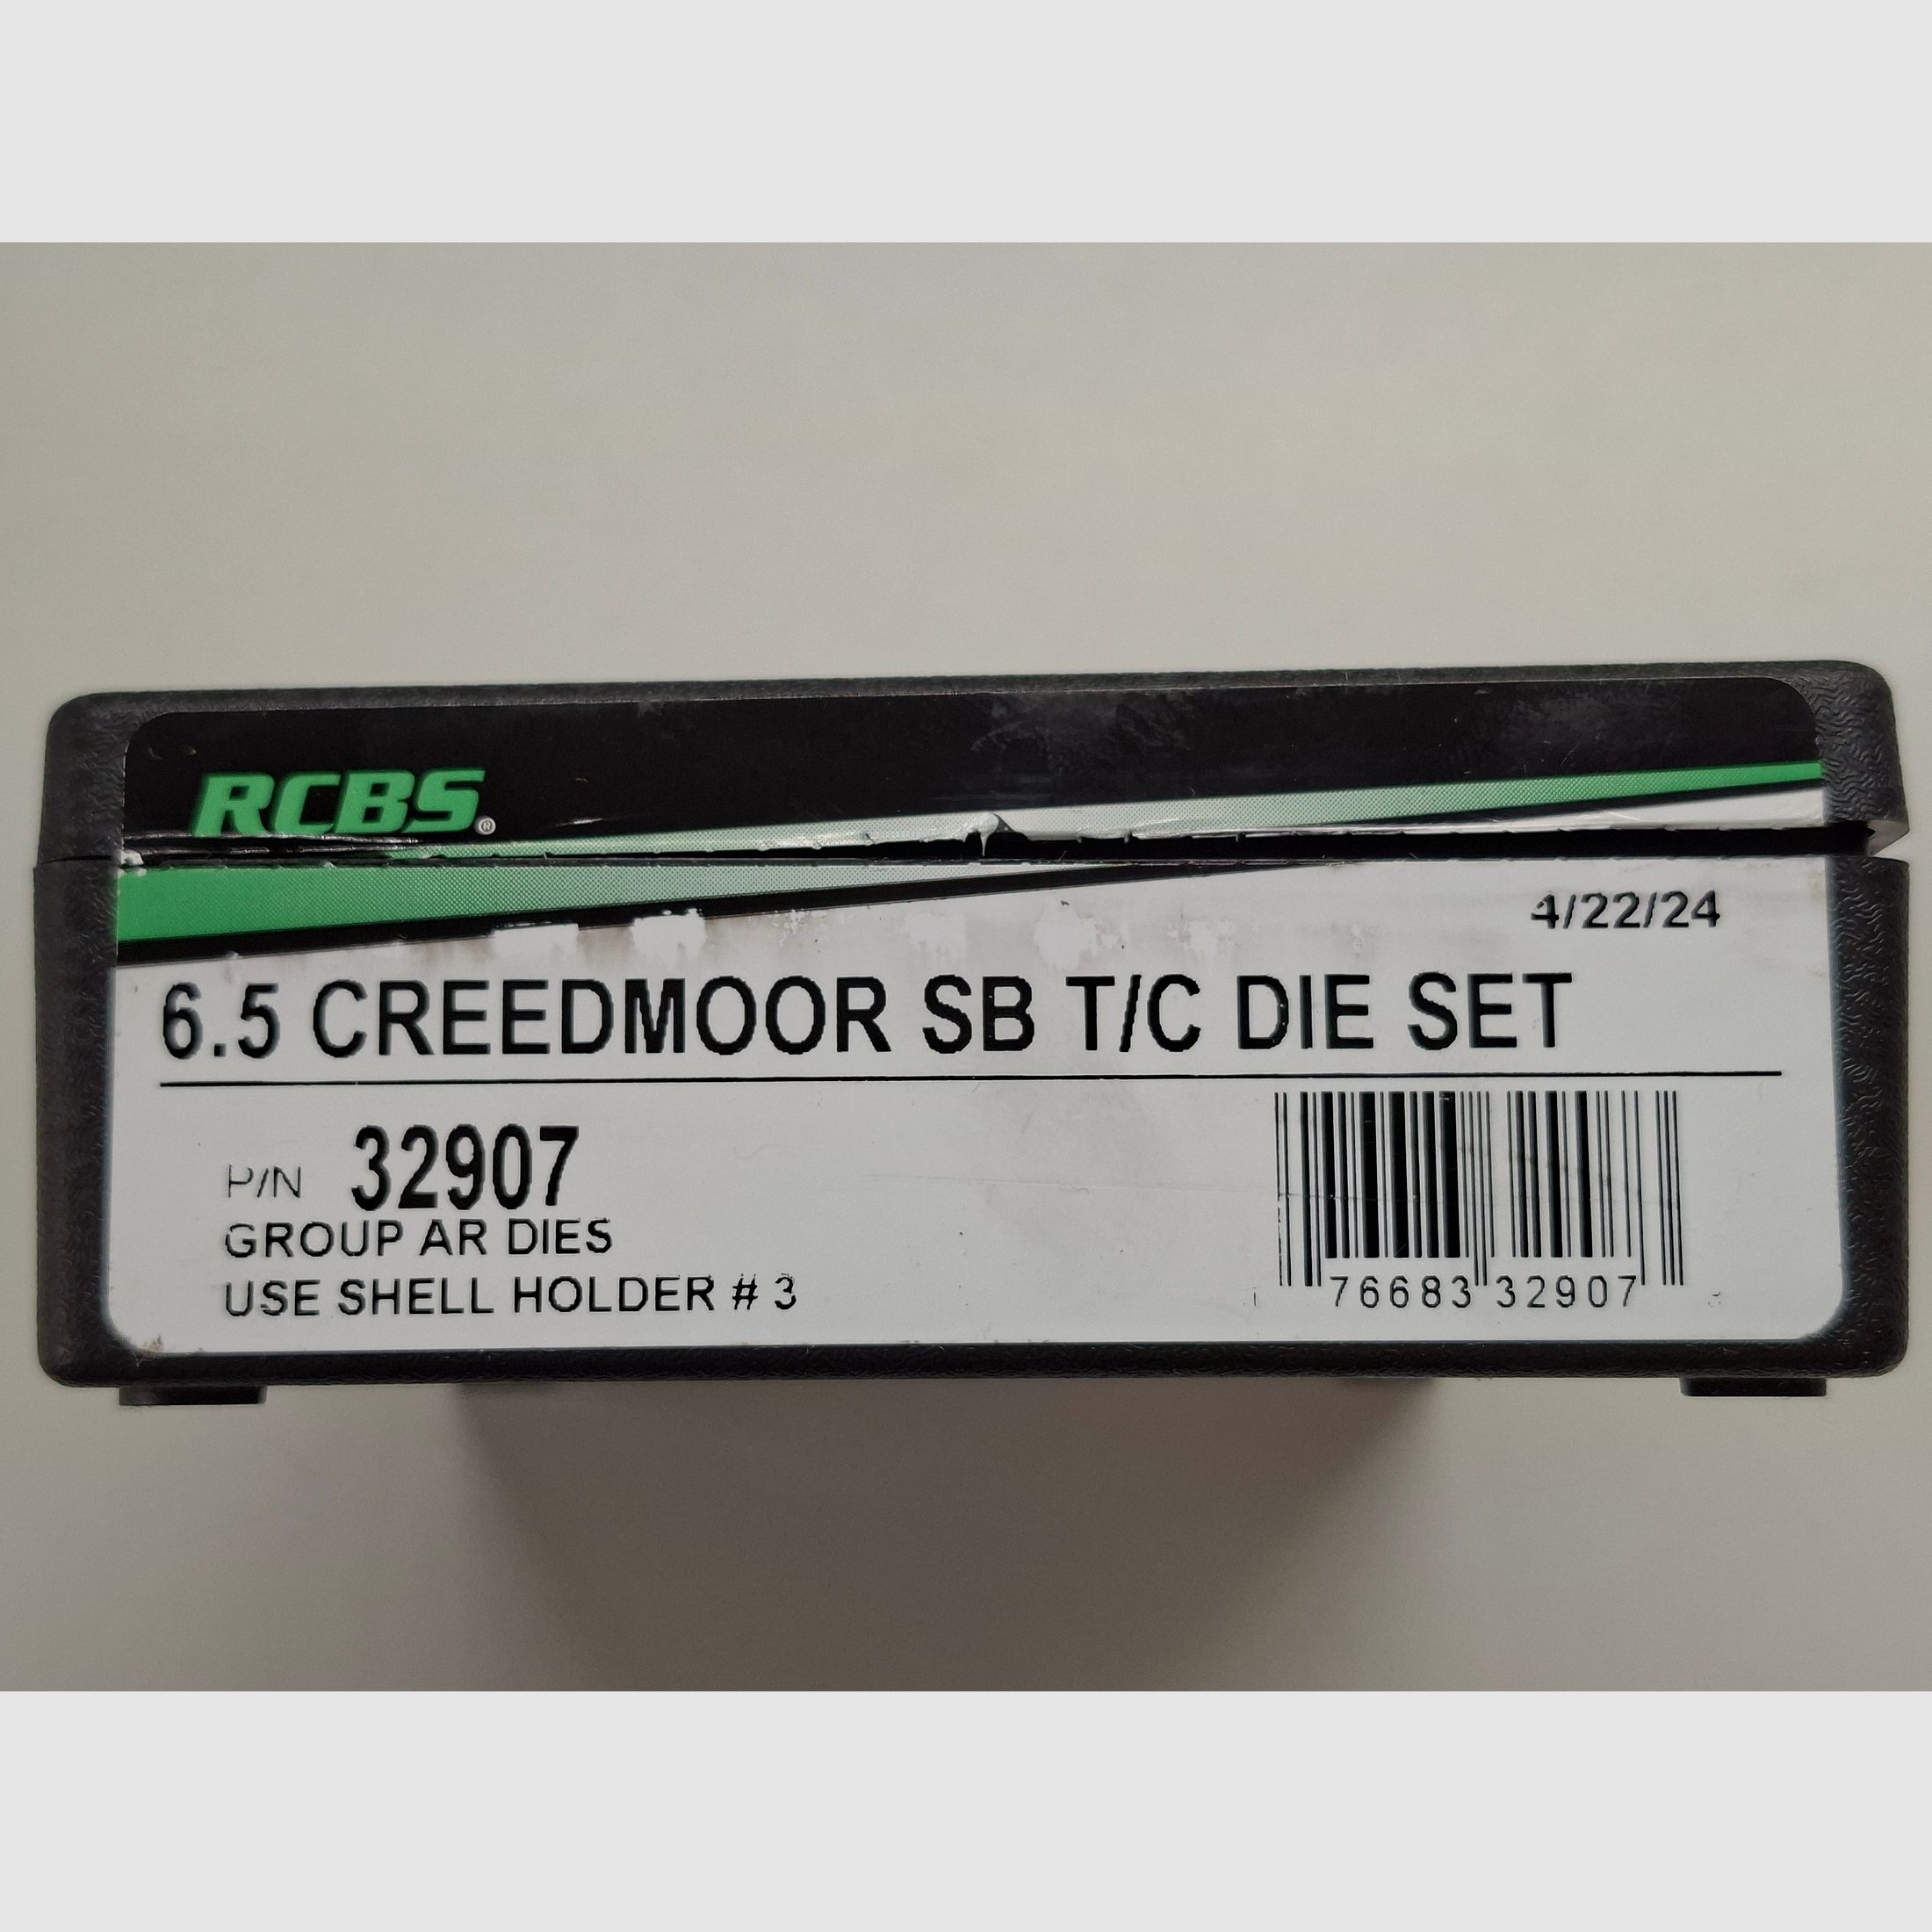 RCBS®
4/22/24
6.5 CREEDMOOR SB T/C DIE SET
P/N 32907
GROUP AR DIES
USE SHELL HOLDER # 3
76683 32907